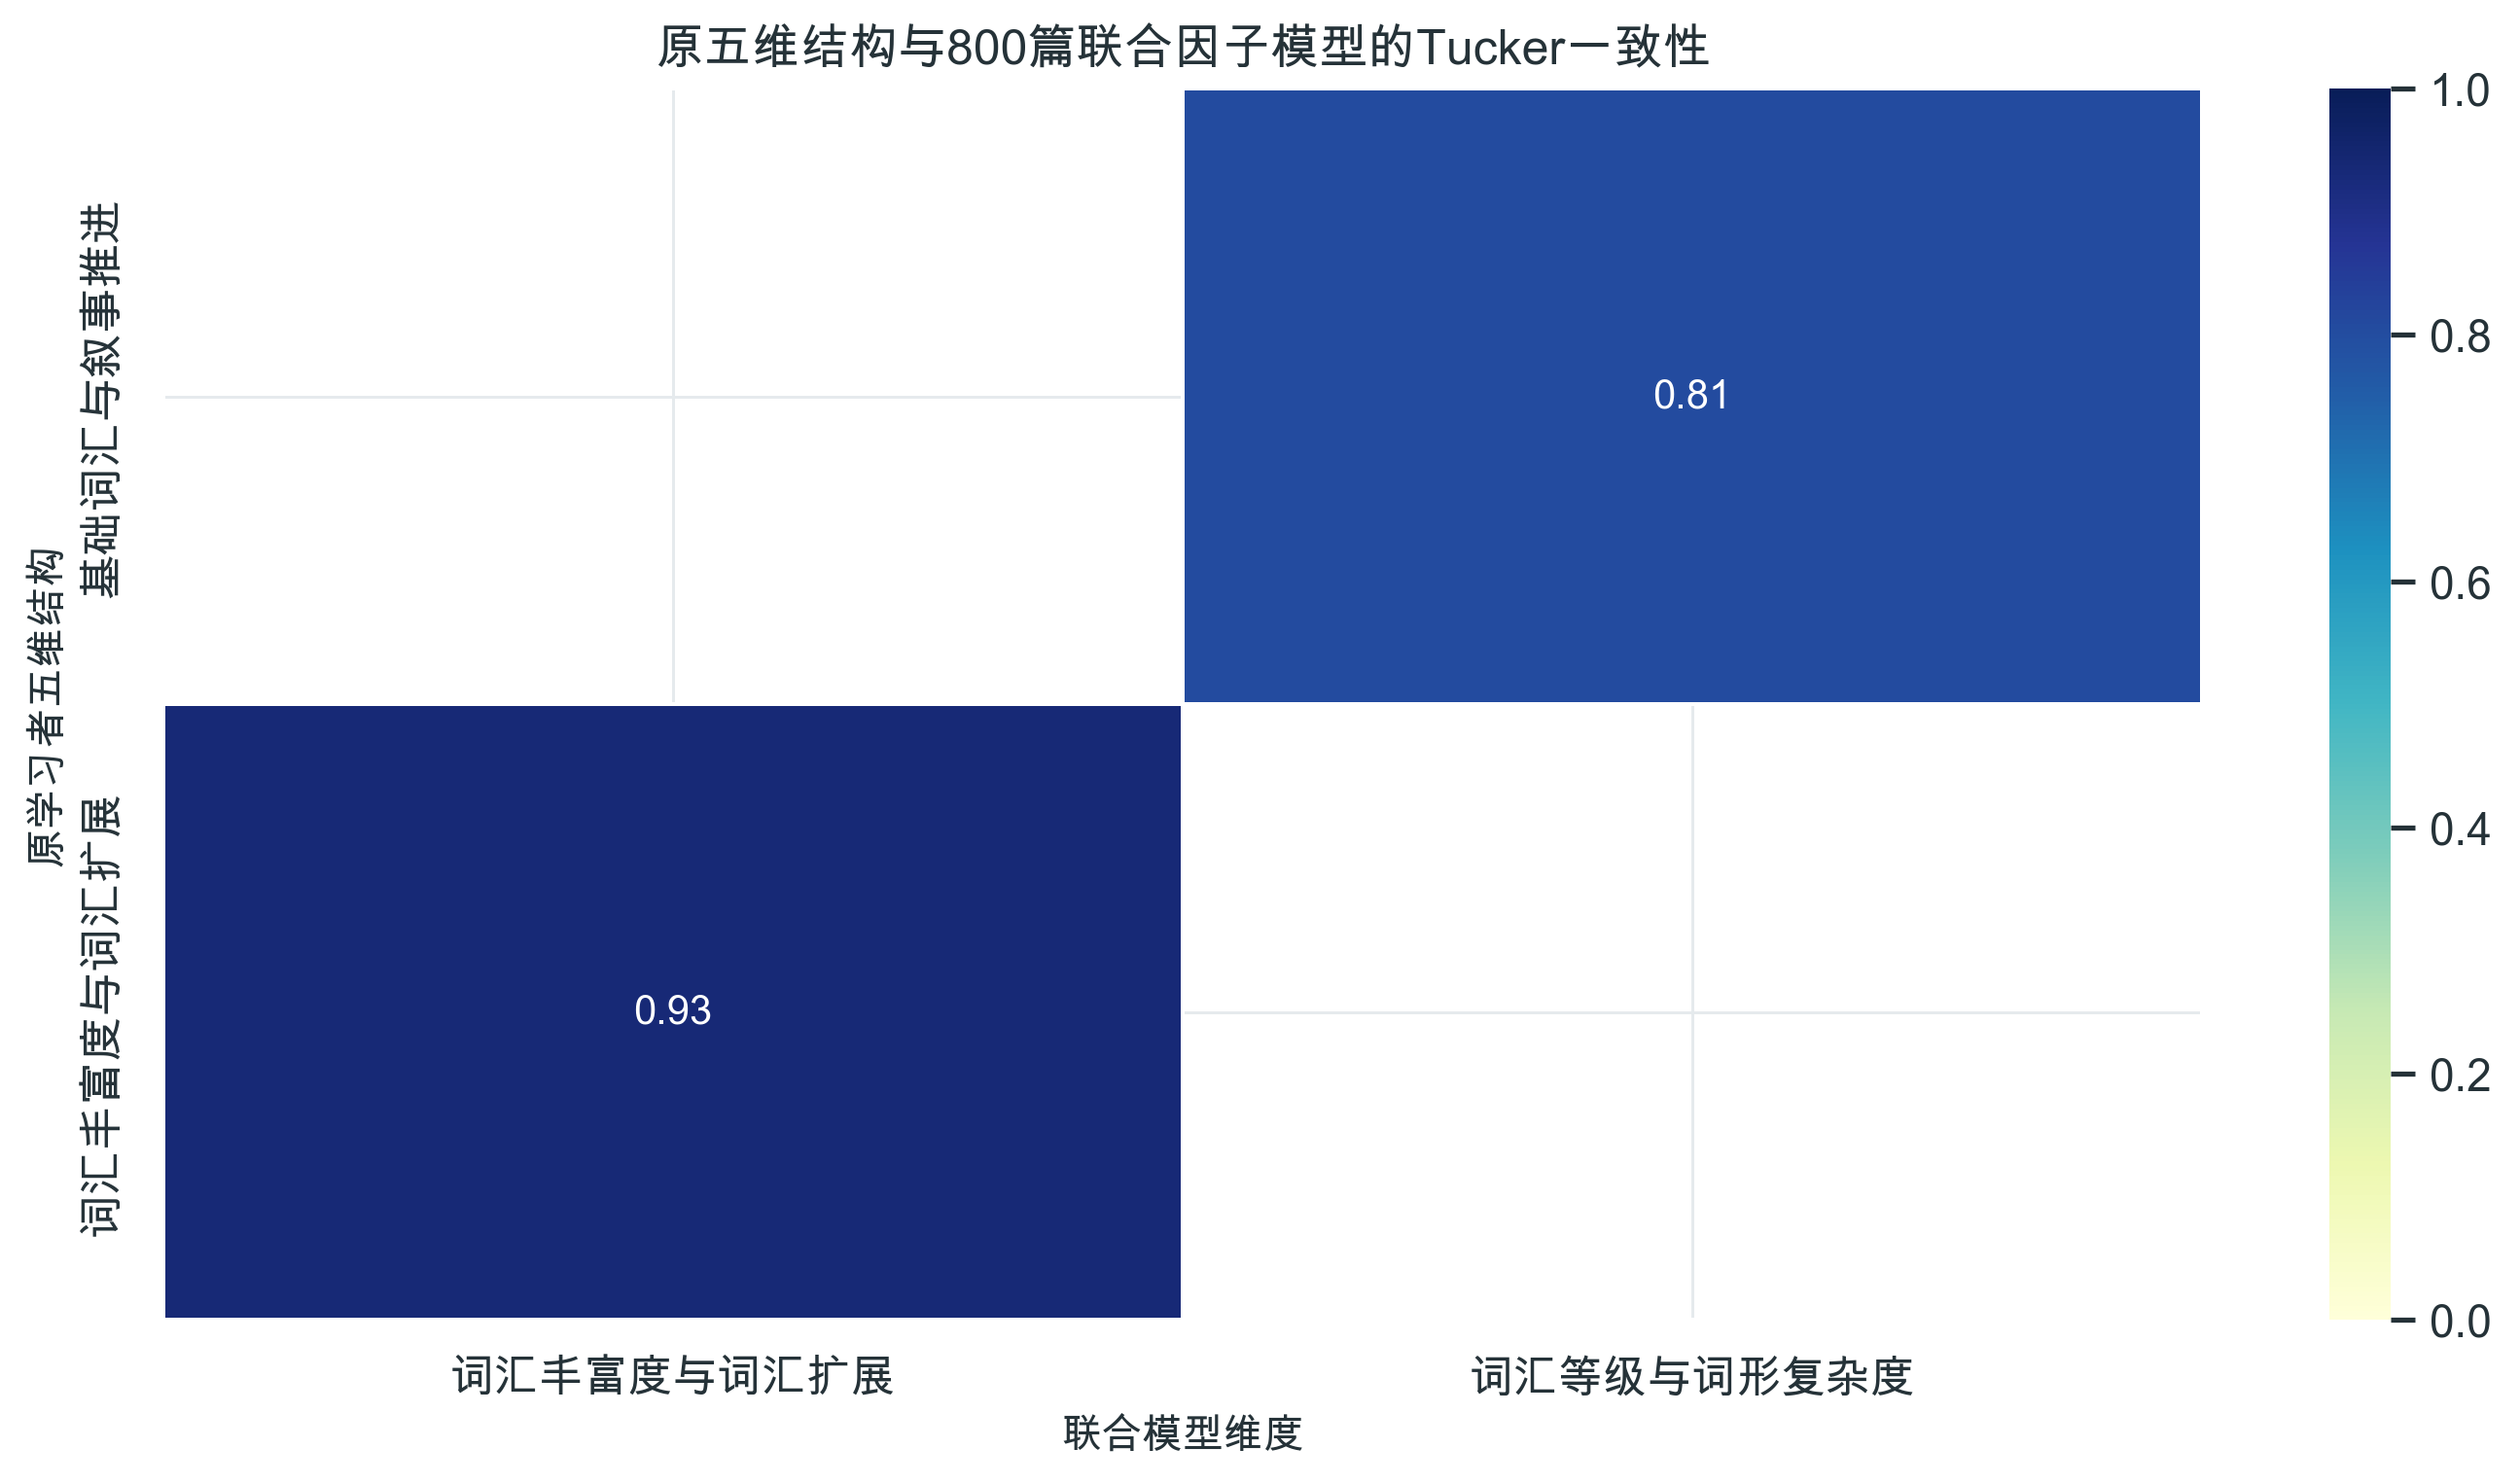 原五维结构与800篇联合因子模型的Tucker一致性
原学习者五维结构
基础词汇与叙事推进
词汇丰富度与词汇扩展
0.81
0.93
词汇丰富度与词汇扩展
词汇等级与词形复杂度
联合模型维度
1.0
0.8
0.6
0.4
0.2
0.0